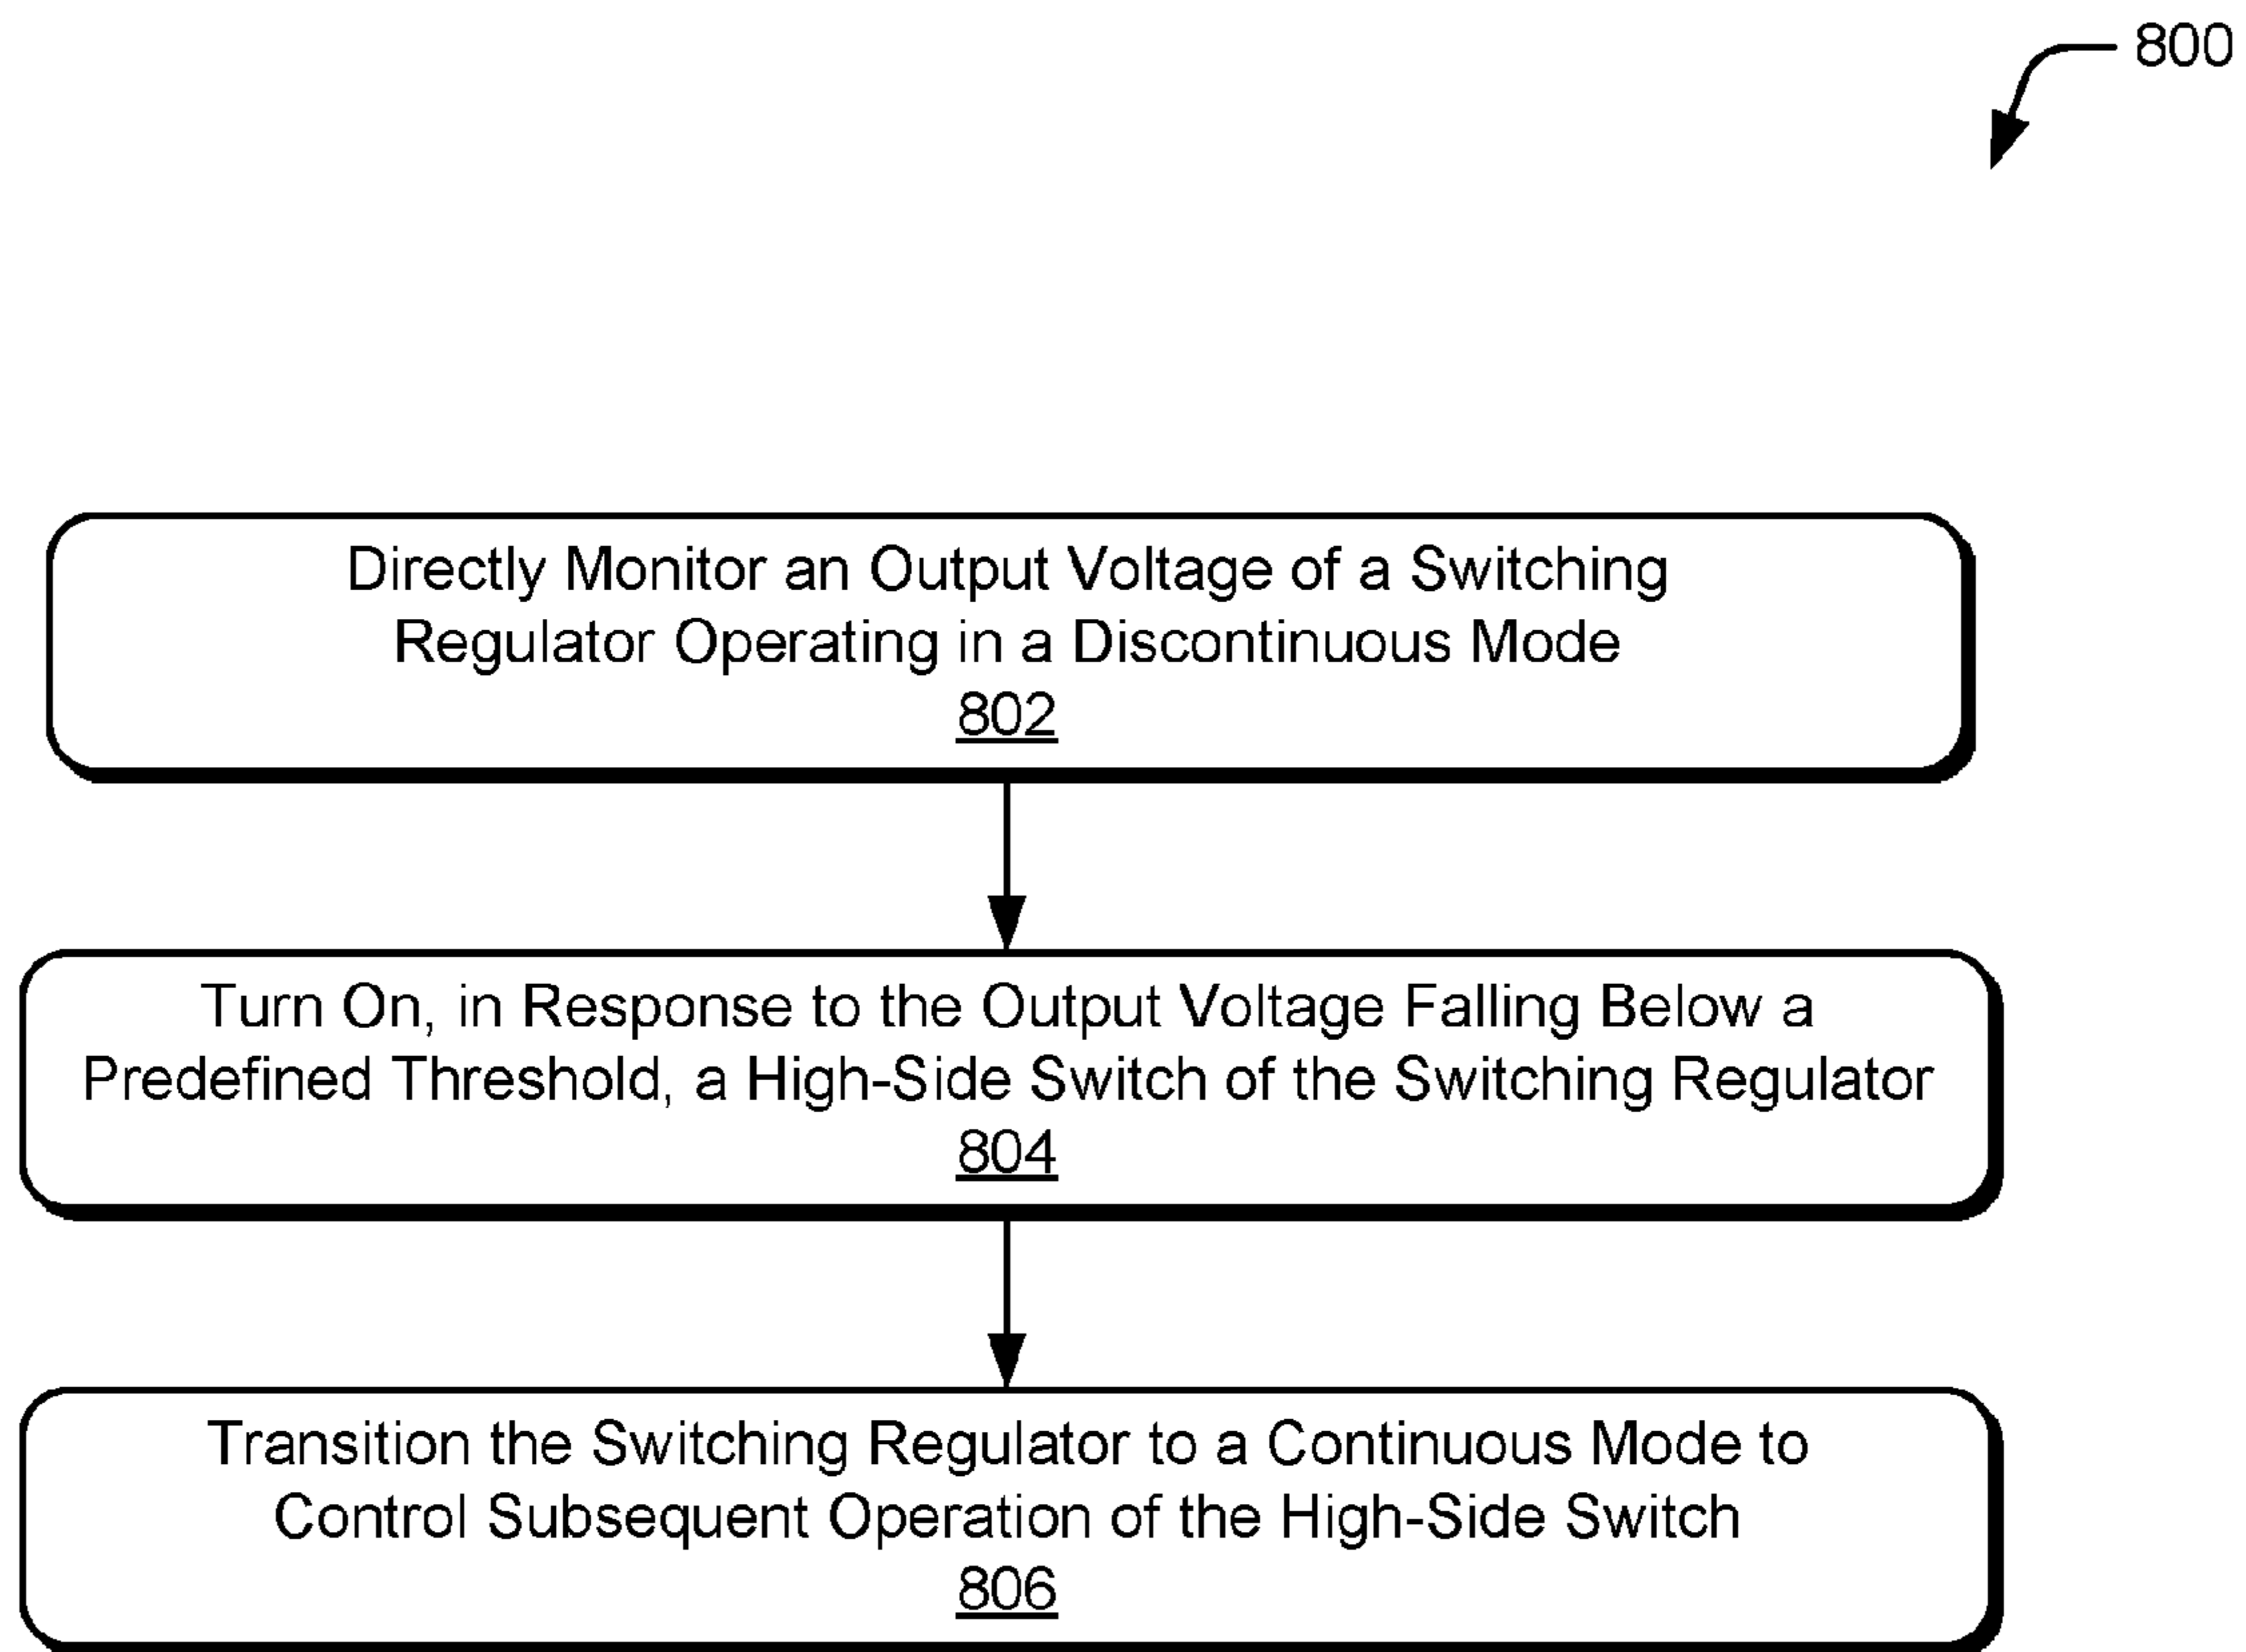 800
Directly Monitor an Output Voltage of a Switching
Regulator Operating in a Discontinuous Mode
802
Turn On, in Response to the Output Voltage Falling Below a
Predefined Threshold, a High-Side Switch of the Switching Regulator
804
Transition the Switching Regulator to a Continuous Mode to
Control Subsequent Operation of the High-Side Switch
806